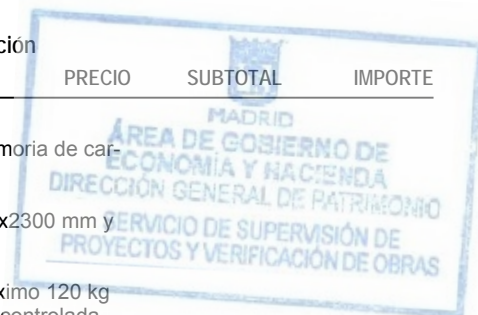 ción
PRECIO SUBTOTAL IMPORTE
MADRID
moria de car-
ÁREA DE GOBIERNO DE
ECONOMÍA Y HACIENDA
DIRECCIÓN GENERAL DE PATRIMONIO
x2300 mm y
SERVICIO DE SUPERVISIÓN DE
PROYECTOS Y VERIFICACIÓN DE OBRAS
ximo 120 kg
controlada